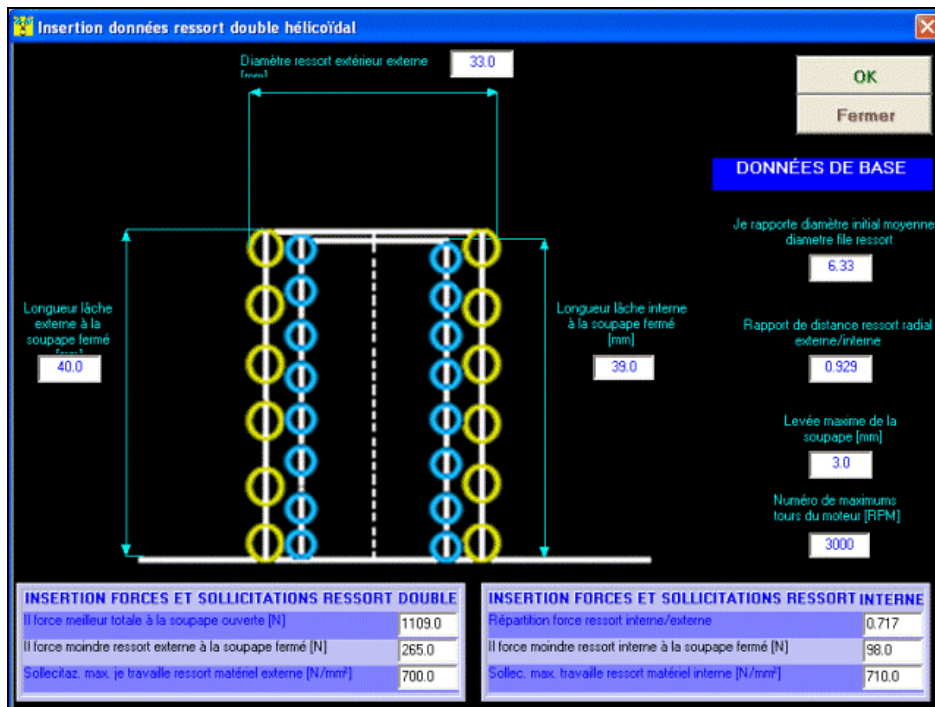 Insertion données ressort double hélicoïdal
Diamètre ressort extérieur externe
[mm]
33.0
OK
Fermer
DONNÉES DE BASE
Je rapporte diamètre initial moyenne
diametre file ressort
6.33
Longueur lâche
externe à la
soupape fermé
40.0
Longueur lâche interne
à la soupape fermé
[mm]
39.0
Rapport de distance ressort radial
externe/interne
0.929
Levée maxime de la
soupape [mm]
3.0
Numéro de maximums
tours du moteur [RPM]
3000
INSERTION FORCES ET SOLLICITATIONS RESSORT DOUBLE
Il force meilleur totale à la soupape ouverte [N]
1109.0
Il force moindre ressort externe à la soupape fermé [N]
265.0
Sollecitaz. max. je travaille ressort matériel externe [N/mm²]
700.0
INSERTION FORCES ET SOLLICITATIONS RESSORT INTERNE
Répartition force ressort interne/externe
0.717
Il force moindre ressort interne à la soupape fermé [N]
98.0
Sollec. max. travaille ressort matériel interne [N/mm²]
710.0